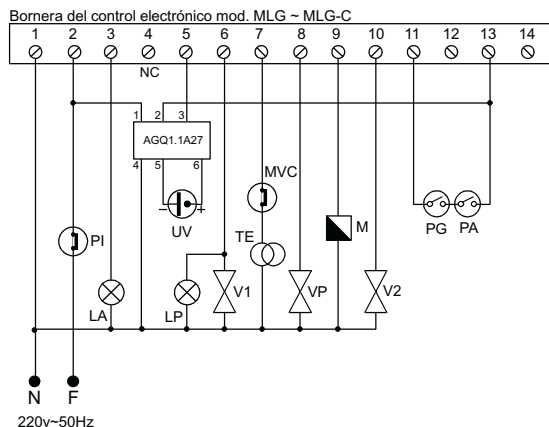 Bornera del control electrónico mod. MLG ~ MLG-C
1 2 3 4 5 6 7 8 9 10 11 12 13 14
NC
1 2 3
AGQ1.1A27
4 5 6
MVC
− +
UV
PG PA
M
PI
TE
V1 VP V2
LA LP
N F
220v~50Hz